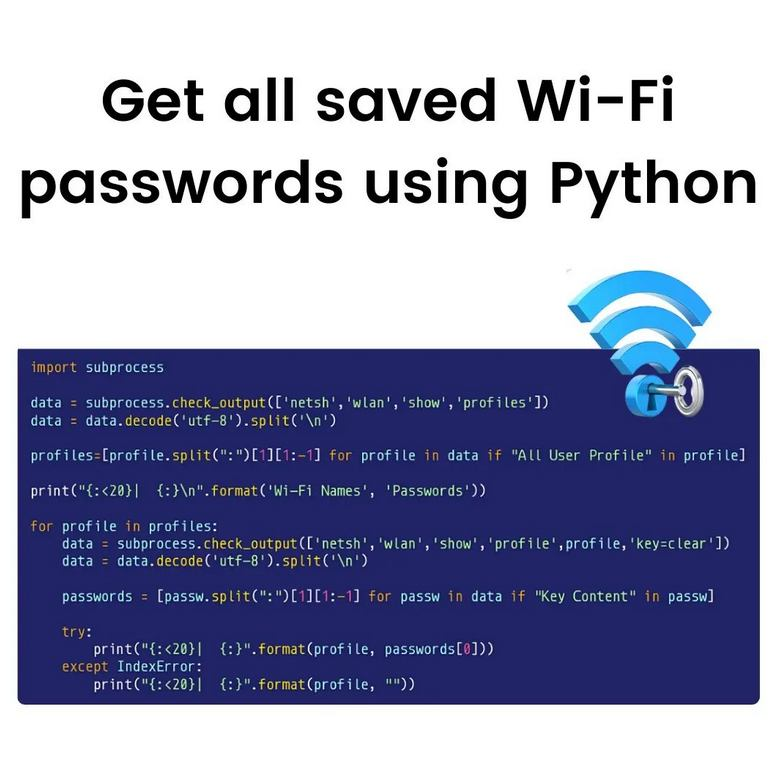 Get all saved Wi-Fi
passwords using Python
import subprocess
data = subprocess.check_output(['netsh','wlan','show','profiles'])
data = data.decode('utf-8').split('\n')
profiles=[profile.split(":")[1][1:-1] for profile in data if "All User Profile" in profile]
print("{:<20}|  {:}\n".format('Wi-Fi Names', 'Passwords'))
for profile in profiles:
    data = subprocess.check_output(['netsh','wlan','show','profile',profile,'key=clear'])
    data = data.decode('utf-8').split('\n')
    passwords = [passw.split(":")[1][1:-1] for passw in data if "Key Content" in passw]
    try:
        print("{:<20}|  {:}".format(profile, passwords[0]))
    except IndexError:
        print("{:<20}|  {:}".format(profile, ""))